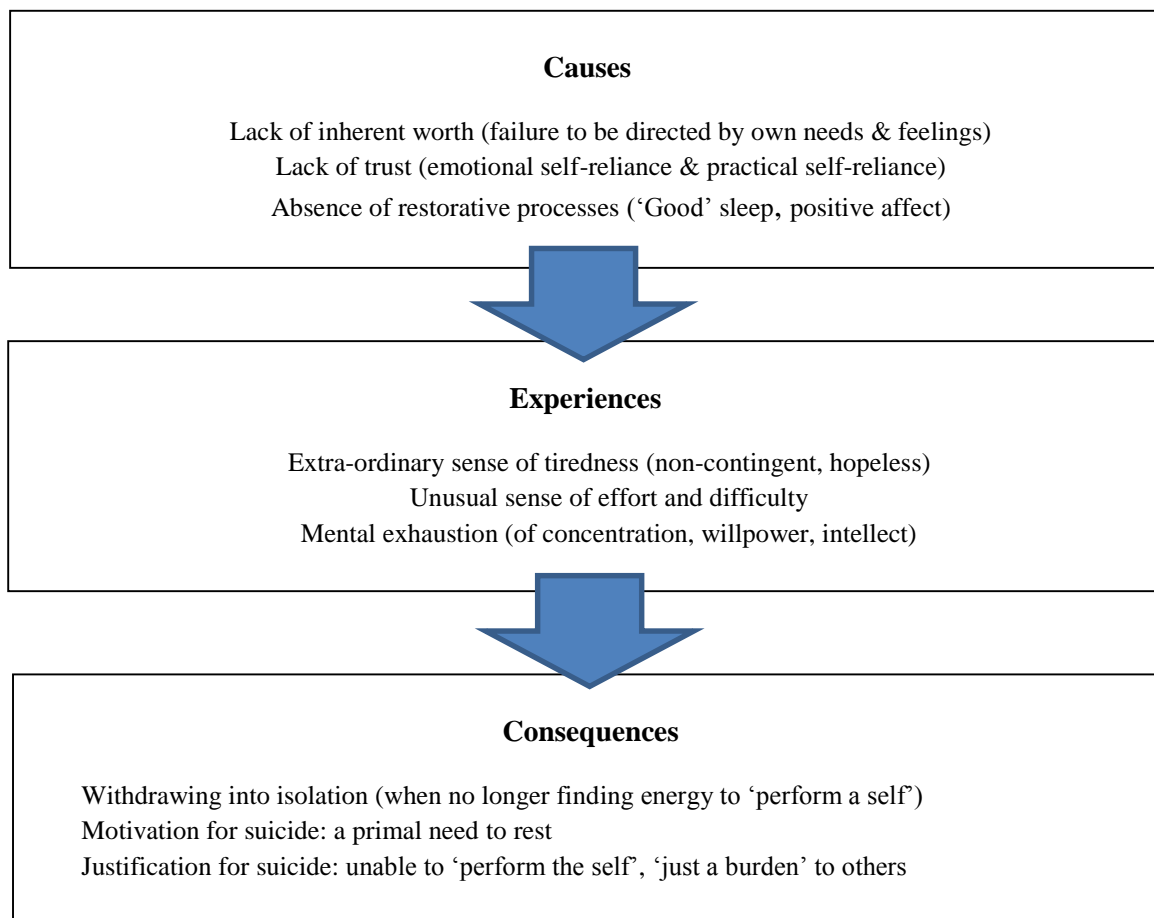 Causes
Lack of inherent worth (failure to be directed by own needs & feelings)
Lack of trust (emotional self-reliance & practical self-reliance)
Absence of restorative processes (‘Good’ sleep, positive affect)
Experiences
Extra-ordinary sense of tiredness (non-contingent, hopeless)
Unusual sense of effort and difficulty
Mental exhaustion (of concentration, willpower, intellect)
Consequences
Withdrawing into isolation (when no longer finding energy to ‘perform a self’)
Motivation for suicide: a primal need to rest
Justification for suicide: unable to ‘perform the self’, ‘just a burden’ to others